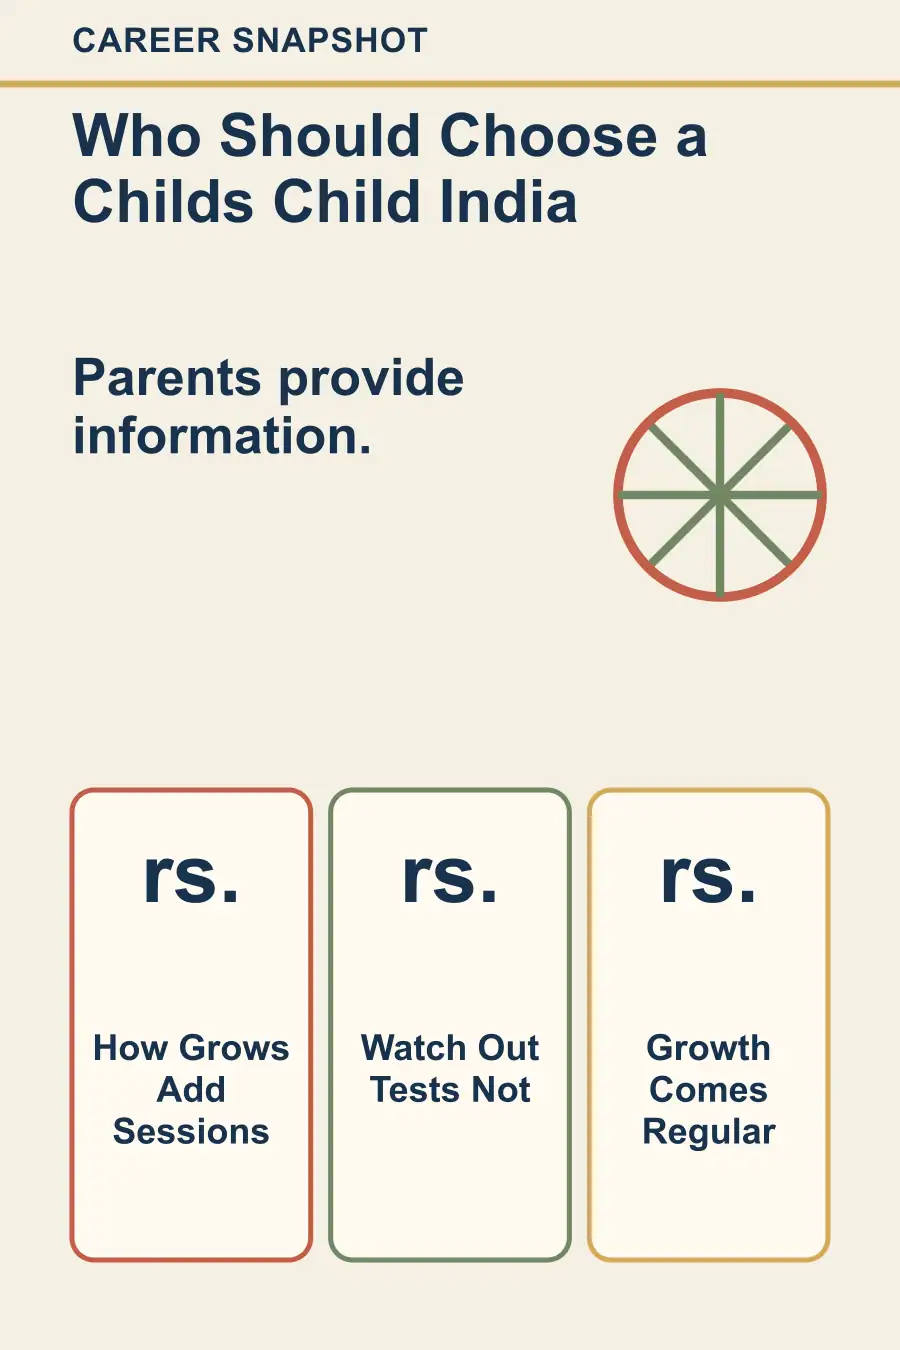 CAREER SNAPSHOT
Who Should Choose a
Childs Child India
Parents provide
information.
rs.
How Grows
Add
Sessions
rs.
Watch Out
Tests Not
rs.
Growth
Comes
Regular